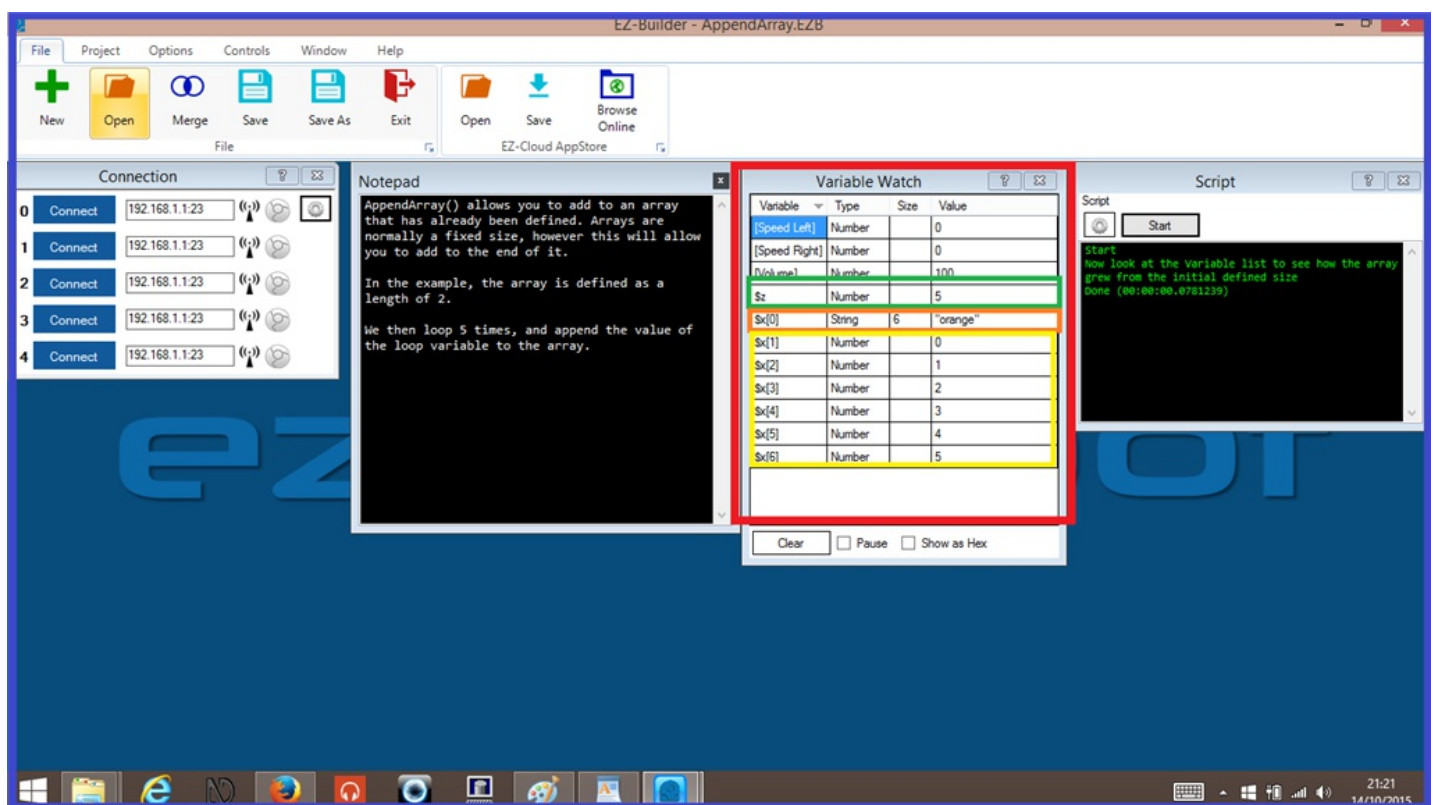 EZ-Builder - AppendArray.EZB
File Project Options Controls Window Help
New Open Merge Save Save As Exit Open Save Browse Online
File EZ-Cloud AppStore
Connection
0 Connect 192.168.1.1:23
1 Connect 192.168.1.1:23
2 Connect 192.168.1.1:23
3 Connect 192.168.1.1:23
4 Connect 192.168.1.1:23
Notepad
AppendArray() allows you to add to an array
that has already been defined. Arrays are
normally a fixed size, however this will allow
you to add to the end of it.
In the example, the array is defined as a
length of 2.
We then loop 5 times, and append the value of
the loop variable to the array.
Variable Watch
Variable Type Size Value
[Speed Left] Number 0
[Speed Right] Number 0
[Volume] Number 100
$z Number 5
$x[0] String 6 "orange"
$x[1] Number 0
$x[2] Number 1
$x[3] Number 2
$x[4] Number 3
$x[5] Number 4
$x[6] Number 5
Clear Pause Show as Hex
Script
Script
Start
Start
Now look at the Variable list to see how the array
grew from the initial defined size
Done (00:00:00.0781239)
21:21
14/10/2015